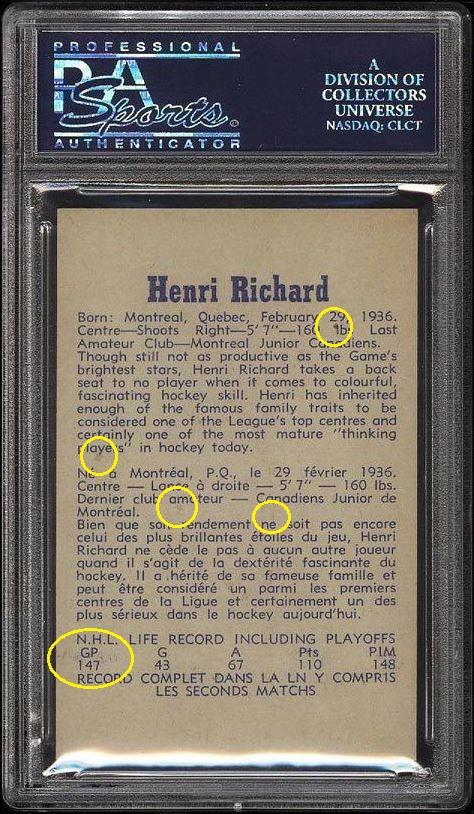 PROFESSIONAL
PSA
Sports
AUTHENTICATOR
A
DIVISION OF
COLLECTORS
UNIVERSE
NASDAQ: CLCT
Henri Richard
Born: Montreal, Quebec, February 29, 1936.
Centre—Shoots Right—5' 7"—160 lbs. Last
Amateur Club—Montreal Junior Canadiens.
Though still not as productive as the Game's
brightest stars, Henri Richard takes a back
seat to no player when it comes to colourful,
fascinating hockey skill. Henri has inherited
enough of the famous family traits to be
considered one of the League's top centres and
certainly one of the most mature "thinking
players" in hockey today.
Né à Montréal, P.Q., le 29 février 1936.
Centre — Lance à droite — 5' 7" — 160 lbs.
Dernier club amateur — Canadiens Junior de
Montréal.
Bien que son rendement ne soit pas encore
celui des plus brillantes étoiles du jeu, Henri
Richard ne cède le pas à aucun autre joueur
quand il s'agit de la dextérité fascinante du
hockey. Il a hérité de sa fameuse famille et
peut être considéré un parmi les premiers
centres de la Ligue et certainement un des
plus sérieux dans le hockey aujourd'hui.
N.H.L. LIFE RECORD INCLUDING PLAYOFFS
GP G A Pts PIM
147 43 67 110 148
RECORD COMPLET DANS LA LN Y COMPRIS
LES SECONDS MATCHS